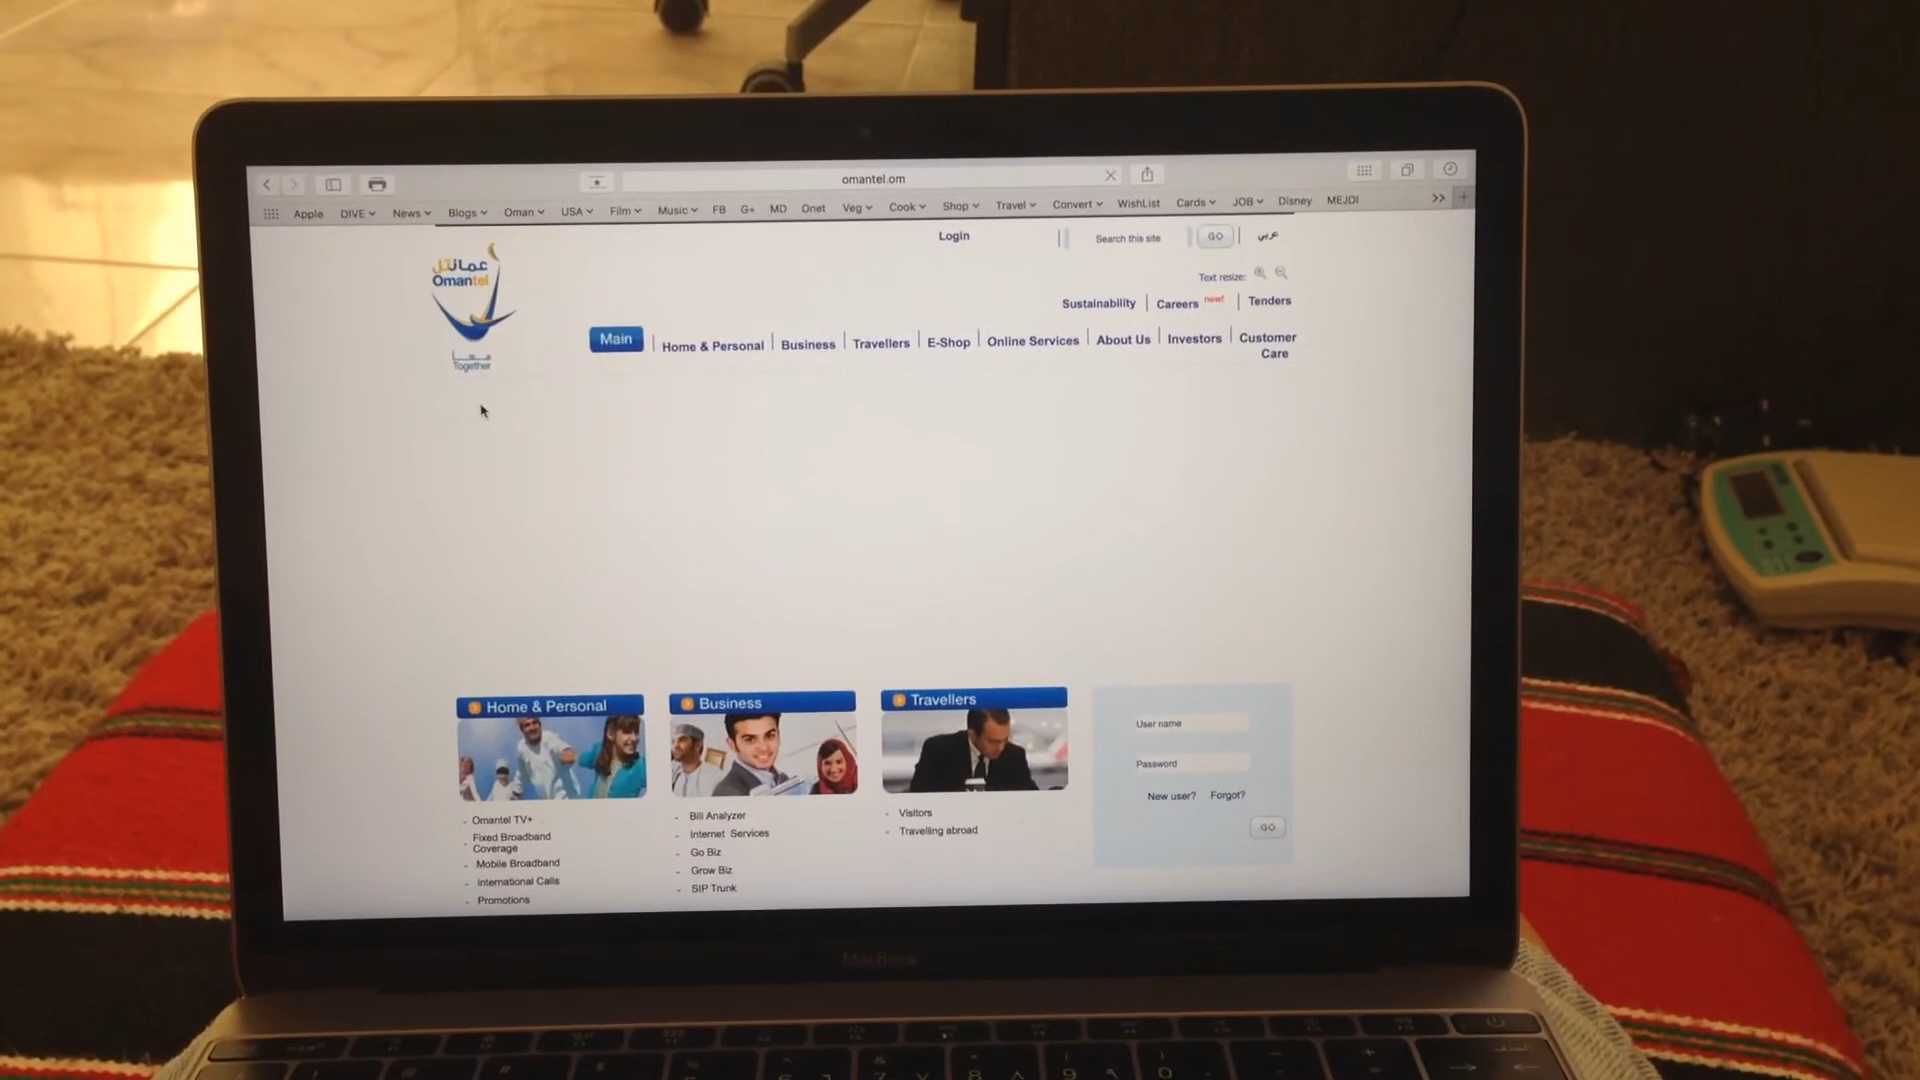 omantel.om
Apple DIVE News Blogs Oman USA Film Music FB G+ MD Onet Veg Cook Shop Travel Convert WishList Cards JOB Disney MEJDI
Login Search this site GO عربي
عمانتل
Omantel
معا
Together
Text resize:
Sustainability Careers new! Tenders
Main Home & Personal Business Travellers E-Shop Online Services About Us Investors Customer Care
Home & Personal
Omantel TV+
Fixed Broadband
Coverage
Mobile Broadband
International Calls
Promotions
Business
Bill Analyzer
Internet Services
Go Biz
Grow Biz
SIP Trunk
Travellers
Visitors
Travelling abroad
User name
Password
New user? Forgot?
GO
MacBook